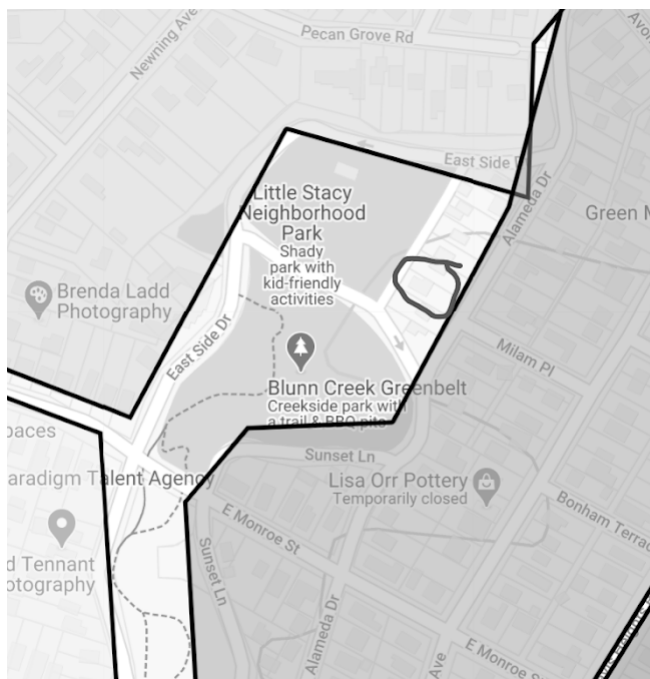 Pecan Grove Rd
Newning Ave
East Side D
Little Stacy
Neighborhood
Park
Shady
park with
kid-friendly
activities
Alameda Dr
Green M
Brenda Ladd
Photography
East Side Dr
Milam Pl
Blunn Creek Greenbelt
Creekside park with
a trail & BBQ pits
paces
Sunset Ln
aradigm Talent Agency
Lisa Orr Pottery
Temporarily closed
Bonham Terrac
E Monroe St
d Tennant
otography
Sunset Ln
Alameda Dr
Ave
E Monroe S